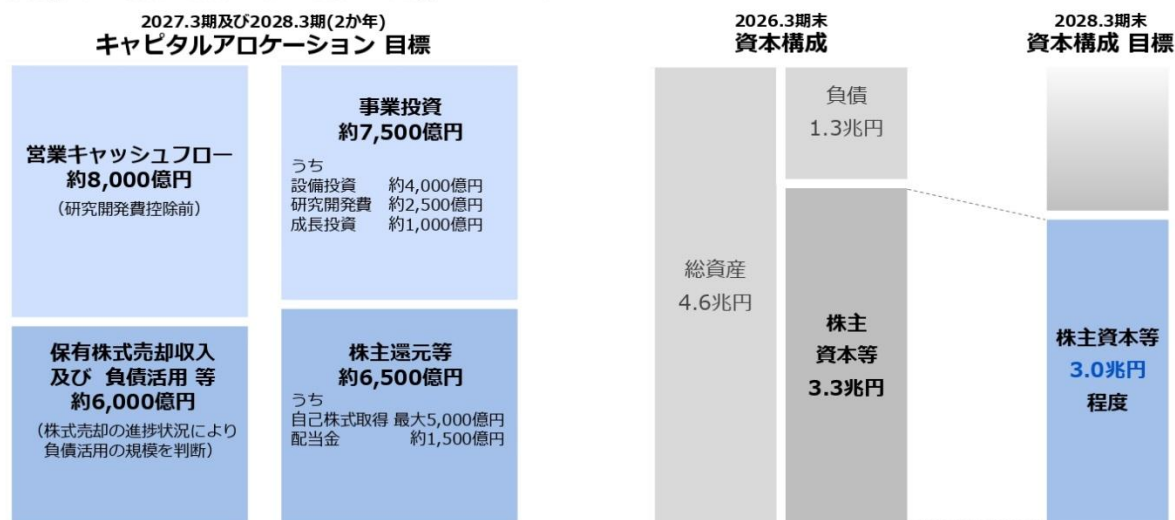 2027.3期及び2028.3期(2か年)
キャピタルアロケーション 目標
営業キャッシュフロー
約8,000億円
（研究開発費控除前）
保有株式売却収入
及び 負債活用 等
約6,000億円
（株式売却の進捗状況により
負債活用の規模を判断）
事業投資
約7,500億円
うち
設備投資 約4,000億円
研究開発費 約2,500億円
成長投資 約1,000億円
株主還元等
約6,500億円
うち
自己株式取得 最大5,000億円
配当金 約1,500億円
2026.3期末
資本構成
総資産
4.6兆円
負債
1.3兆円
株主
資本等
3.3兆円
2028.3期末
資本構成 目標
株主資本等
3.0兆円
程度